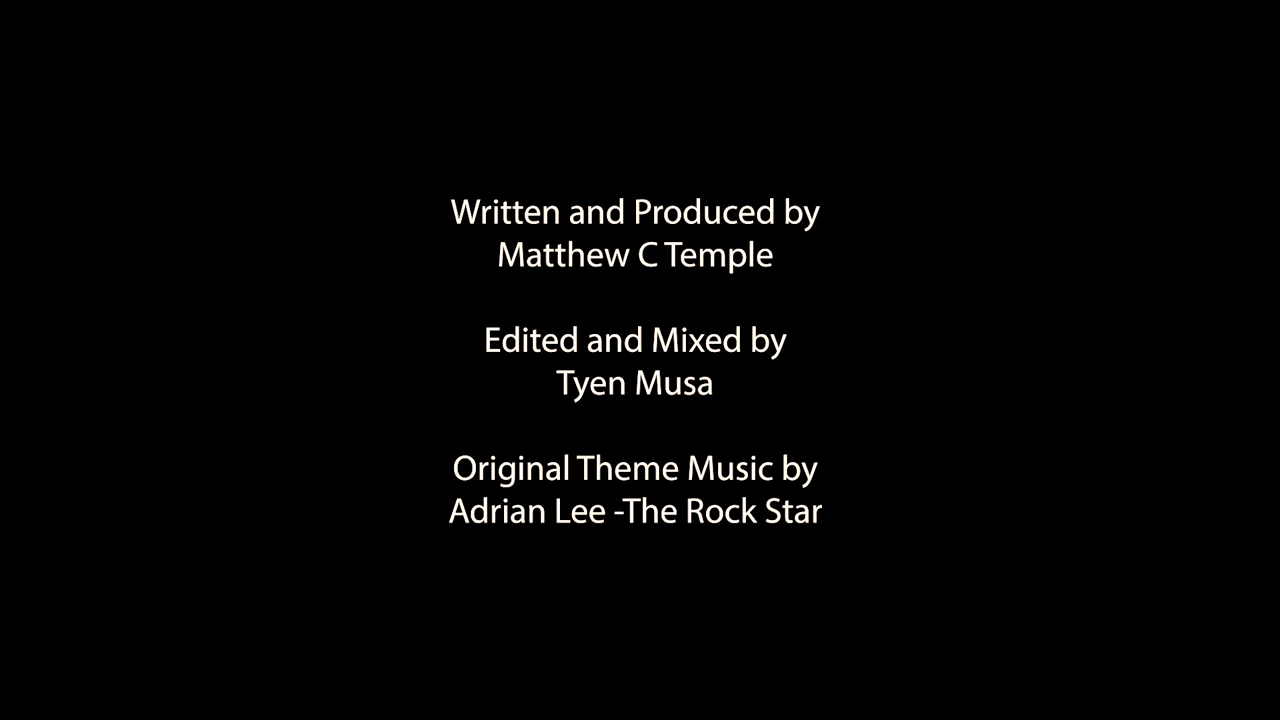 Written and Produced by
Matthew C Temple
Edited and Mixed by
Tyen Musa
Original Theme Music by
Adrian Lee -The Rock Star